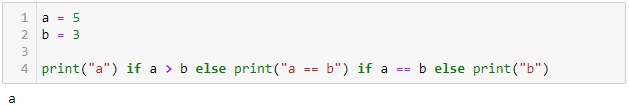 1 a = 5
2 b = 3
3
4 print("a") if a > b else print("a == b") if a == b else print("b")
a